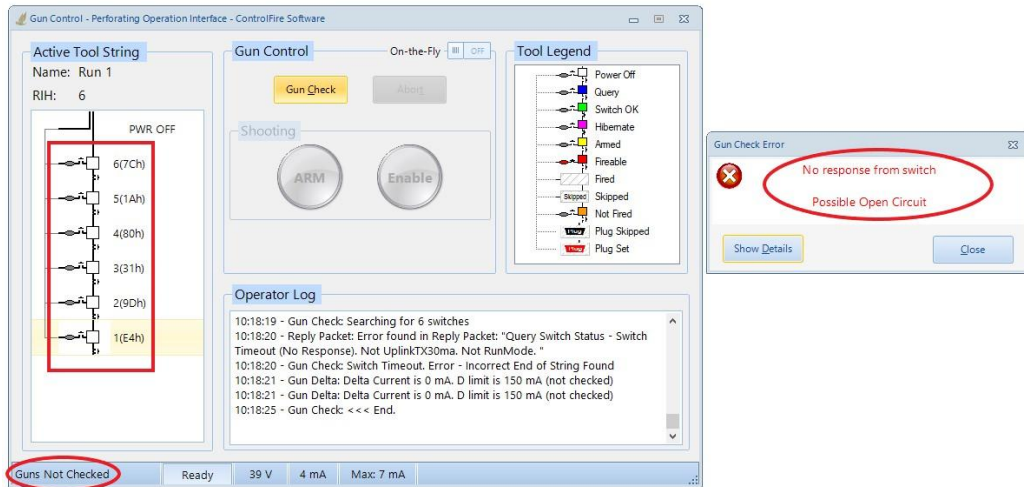 Gun Control - Perforating Operation Interface - ControlFire Software
Active Tool String
Name: Run 1
RIH: 6
PWR OFF
6(7Ch)
5(1Ah)
4(80h)
3(31h)
2(9Dh)
1(E4h)
Gun Control
On-the-Fly
OFF
Gun Check
Abort
Shooting
ARM
Enable
Tool Legend
Power Off
Query
Switch OK
Hibernate
Armed
Fireable
Fired
Skipped Skipped
Not Fired
Plug Plug Skipped
Plug Plug Set
Operator Log
10:18:19 - Gun Check: Searching for 6 switches
10:18:20 - Reply Packet: Error found in Reply Packet: "Query Switch Status - Switch
Timeout (No Response). Not UplinkTX30ma. Not RunMode. "
10:18:20 - Gun Check: Switch Timeout. Error - Incorrect End of String Found
10:18:21 - Gun Delta: Delta Current is 0 mA. D limit is 150 mA (not checked)
10:18:21 - Gun Delta: Delta Current is 0 mA. D limit is 150 mA (not checked)
10:18:25 - Gun Check: <<< End.
Guns Not Checked
Ready
39 V
4 mA
Max: 7 mA
Gun Check Error
No response from switch
Possible Open Circuit
Show Details
Close